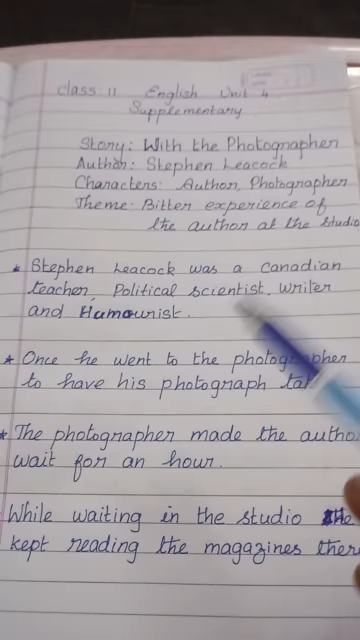 class 11 English Unit 4
Supplementary
Story: With the Photographer
Author: Stephen Leacock
Characters: Author, Photographer
Theme: Bitter experience of
the author at the studio
* Stephen Leacock was a Canadian
teacher, Political scientist, writer
and Humourist.
* Once he went to the photographer
to have his photograph
* The photographer made the autho
wait for an hour.
While waiting in the studio He
kept reading the magazines there